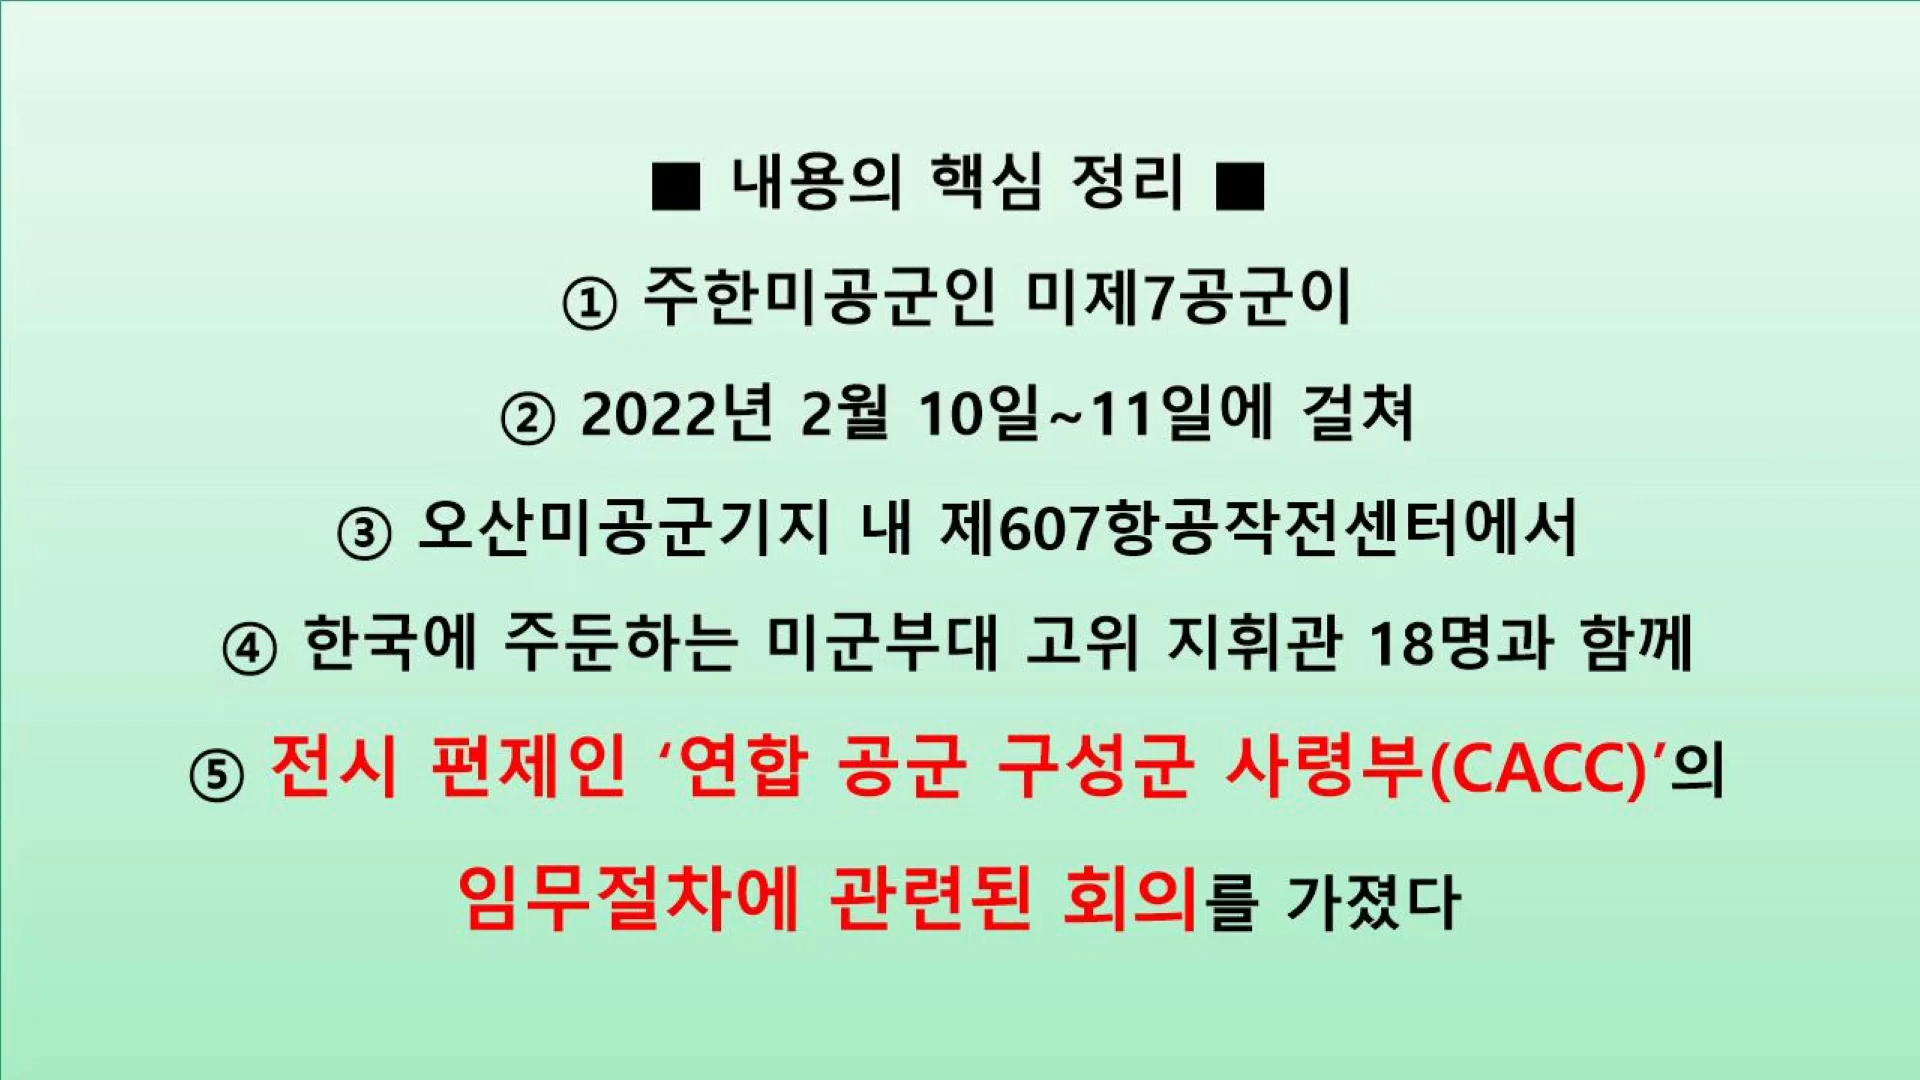 ■ 내용의 핵심 정리 ■
① 주한미공군인 미제7공군이
② 2022년 2월 10일~11일에 걸쳐
③ 오산미공군기지 내 제607항공작전센터에서
④ 한국에 주둔하는 미군부대 고위 지휘관 18명과 함께
⑤ 전시 편제인 ‘연합 공군 구성군 사령부(CACC)’의
임무절차에 관련된 회의를 가졌다